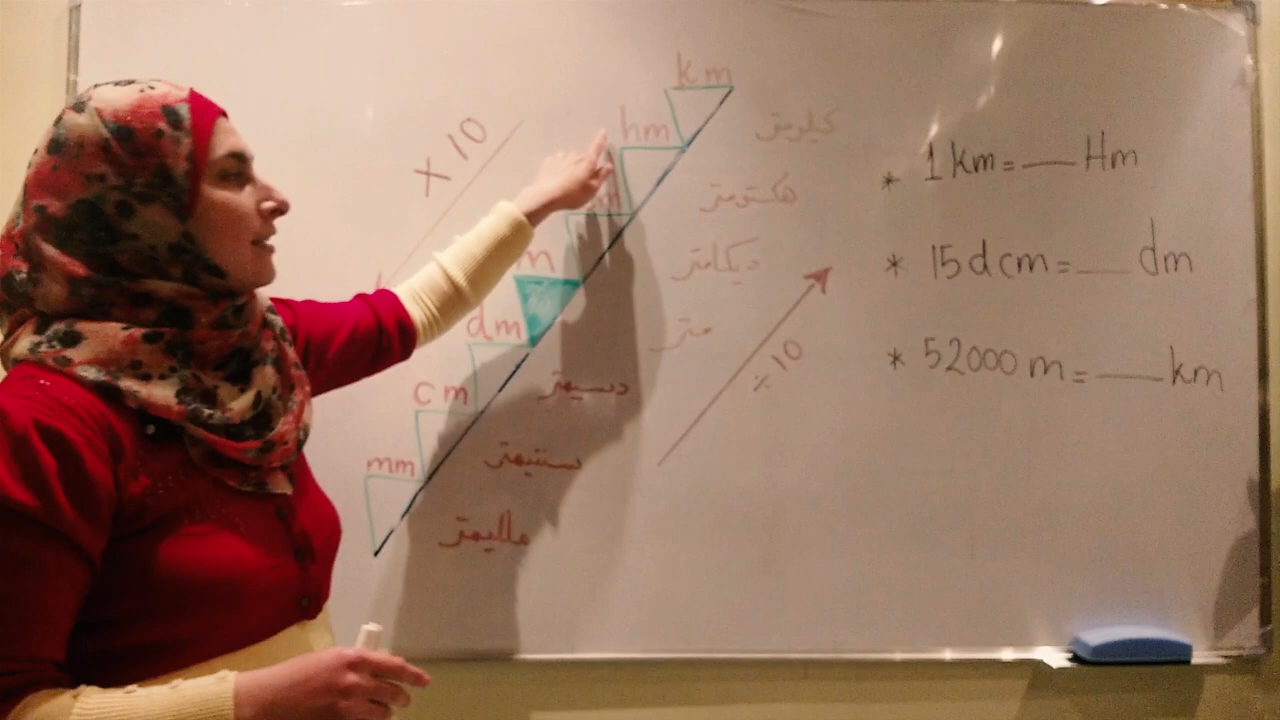 km
hm
m
dm
cm
mm
× 10
÷ 10
كيلومتر
هكتومتر
ديكامتر
متر
دسيمتر
سنتيمتر
ملليمتر
* 1 km = ___ Hm
* 15 dcm = ___ dm
* 52000 m = ___ km